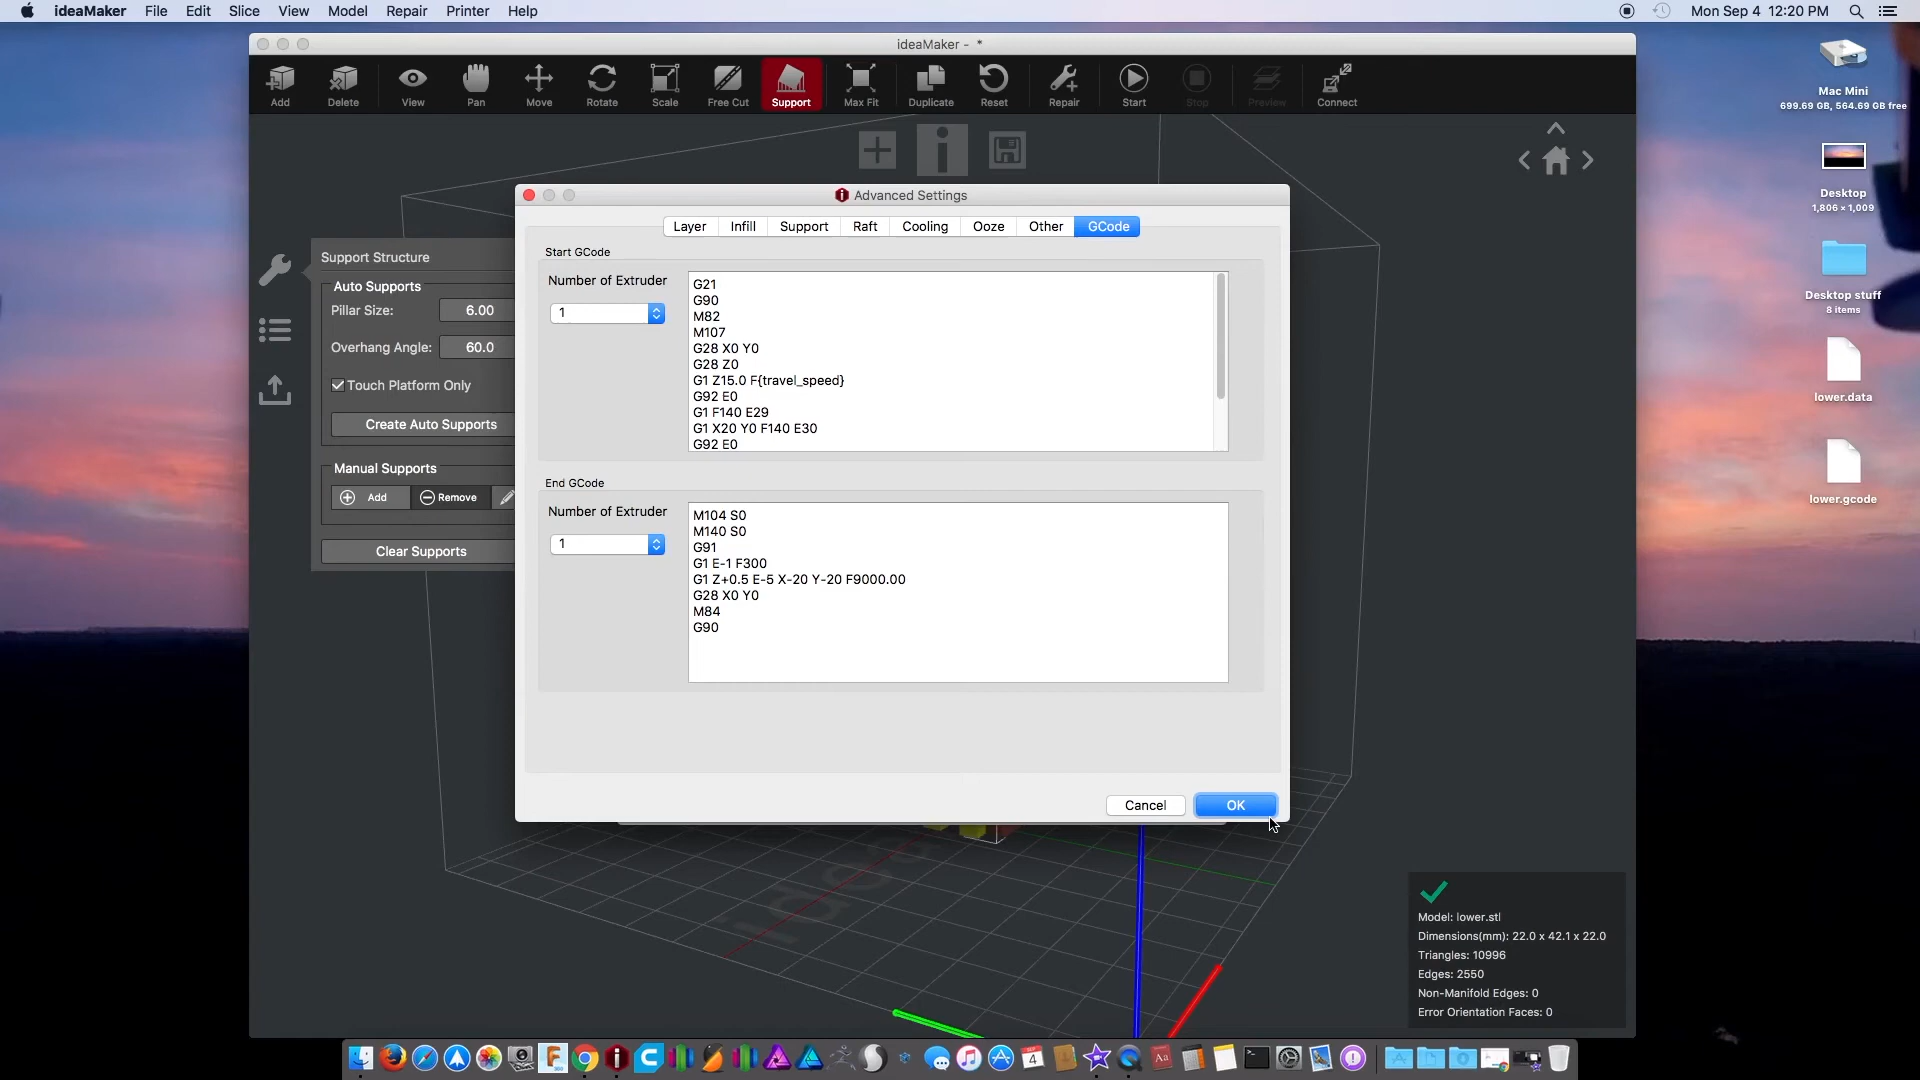 ideaMaker File Edit Slice View Model Repair Printer Help
Mon Sep 4 12:20 PM
ideaMaker - *
Add Delete View Pan Move Rotate Scale Free Cut Support Max Fit Duplicate Reset Repair Start Stop Preview Connect
Mac Mini
699.69 GB, 564.69 GB free
Desktop
1,806 × 1,009
Desktop stuff
8 items
lower.data
lower.gcode
Support Structure
Auto Supports
Pillar Size: 6.00
Overhang Angle: 60.0
Touch Platform Only
Create Auto Supports
Manual Supports
Add Remove
Clear Supports
Advanced Settings
Layer Infill Support Raft Cooling Ooze Other GCode
Start GCode
Number of Extruder
1
G21
G90
M82
M107
G28 X0 Y0
G28 Z0
G1 Z15.0 F{travel_speed}
G92 E0
G1 F140 E29
G1 X20 Y0 F140 E30
G92 E0
End GCode
Number of Extruder
1
M104 S0
M140 S0
G91
G1 E-1 F300
G1 Z+0.5 E-5 X-20 Y-20 F9000.00
G28 X0 Y0
M84
G90
Cancel OK
Model: lower.stl
Dimensions(mm): 22.0 x 42.1 x 22.0
Triangles: 10996
Edges: 2550
Non-Manifold Edges: 0
Error Orientation Faces: 0